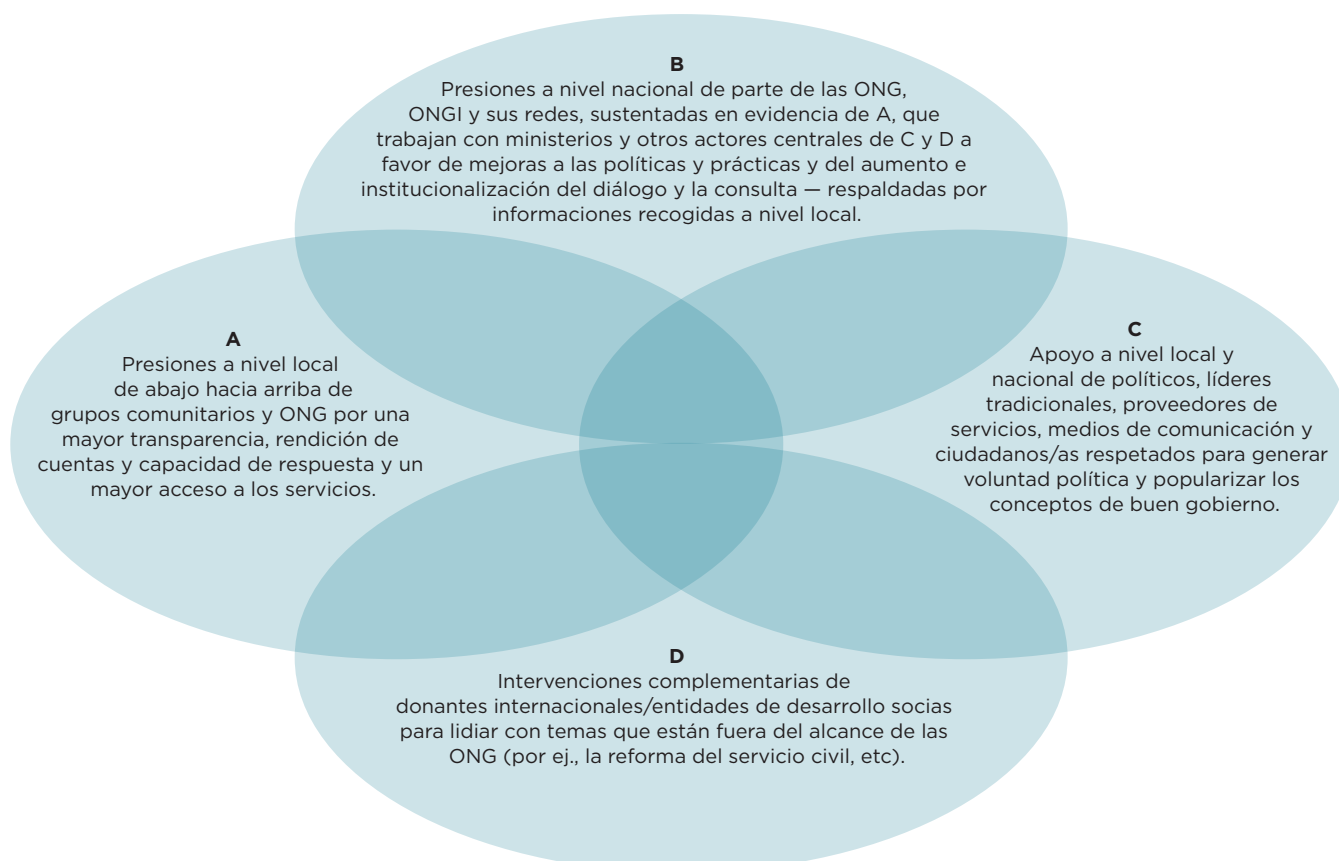 B
Presiones a nivel nacional de parte de las ONG,
ONGI y sus redes, sustentadas en evidencia de A, que
trabajan con ministerios y otros actores centrales de C y D a
favor de mejoras a las políticas y prácticas y del aumento e
institucionalización del diálogo y la consulta — respaldadas por
informaciones recogidas a nivel local.
A
Presiones a nivel local
de abajo hacia arriba de
grupos comunitarios y ONG por una
mayor transparencia, rendición de
cuentas y capacidad de respuesta y un
mayor acceso a los servicios.
C
Apoyo a nivel local y
nacional de políticos, líderes
tradicionales, proveedores de
servicios, medios de comunicación y
ciudadanos/as respetados para generar
voluntad política y popularizar los
conceptos de buen gobierno.
D
Intervenciones complementarias de
donantes internacionales/entidades de desarrollo socias
para lidiar con temas que están fuera del alcance de las
ONG (por ej., la reforma del servicio civil, etc).